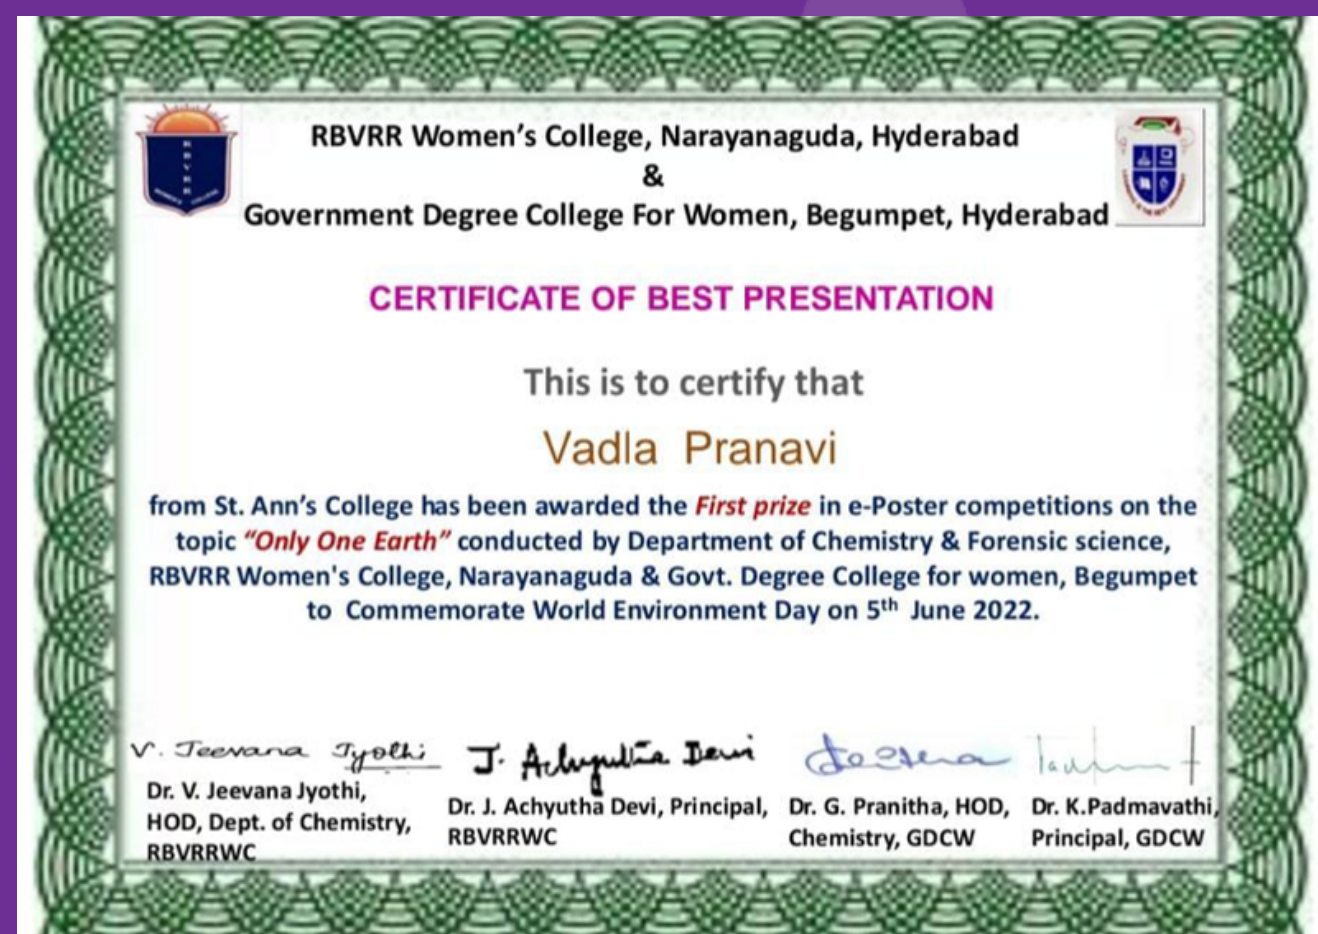 RBVRR Women's College, Narayanaguda, Hyderabad
&
Government Degree College For Women, Begumpet, Hyderabad
CERTIFICATE OF BEST PRESENTATION
This is to certify that
Vadla Pranavi
from St. Ann's College has been awarded the First prize in e-Poster competitions on the
topic “Only One Earth” conducted by Department of Chemistry & Forensic science,
RBVRR Women's College, Narayanaguda & Govt. Degree College for women, Begumpet
to Commemorate World Environment Day on 5th June 2022.
V. Jeevana Jyothi
J. Achyutha Devi
Dr. V. Jeevana Jyothi,
HOD, Dept. of Chemistry,
RBVRRWC
Dr. J. Achyutha Devi, Principal,
RBVRRWC
Dr. G. Pranitha, HOD,
Chemistry, GDCW
Dr. K.Padmavathi,
Principal, GDCW